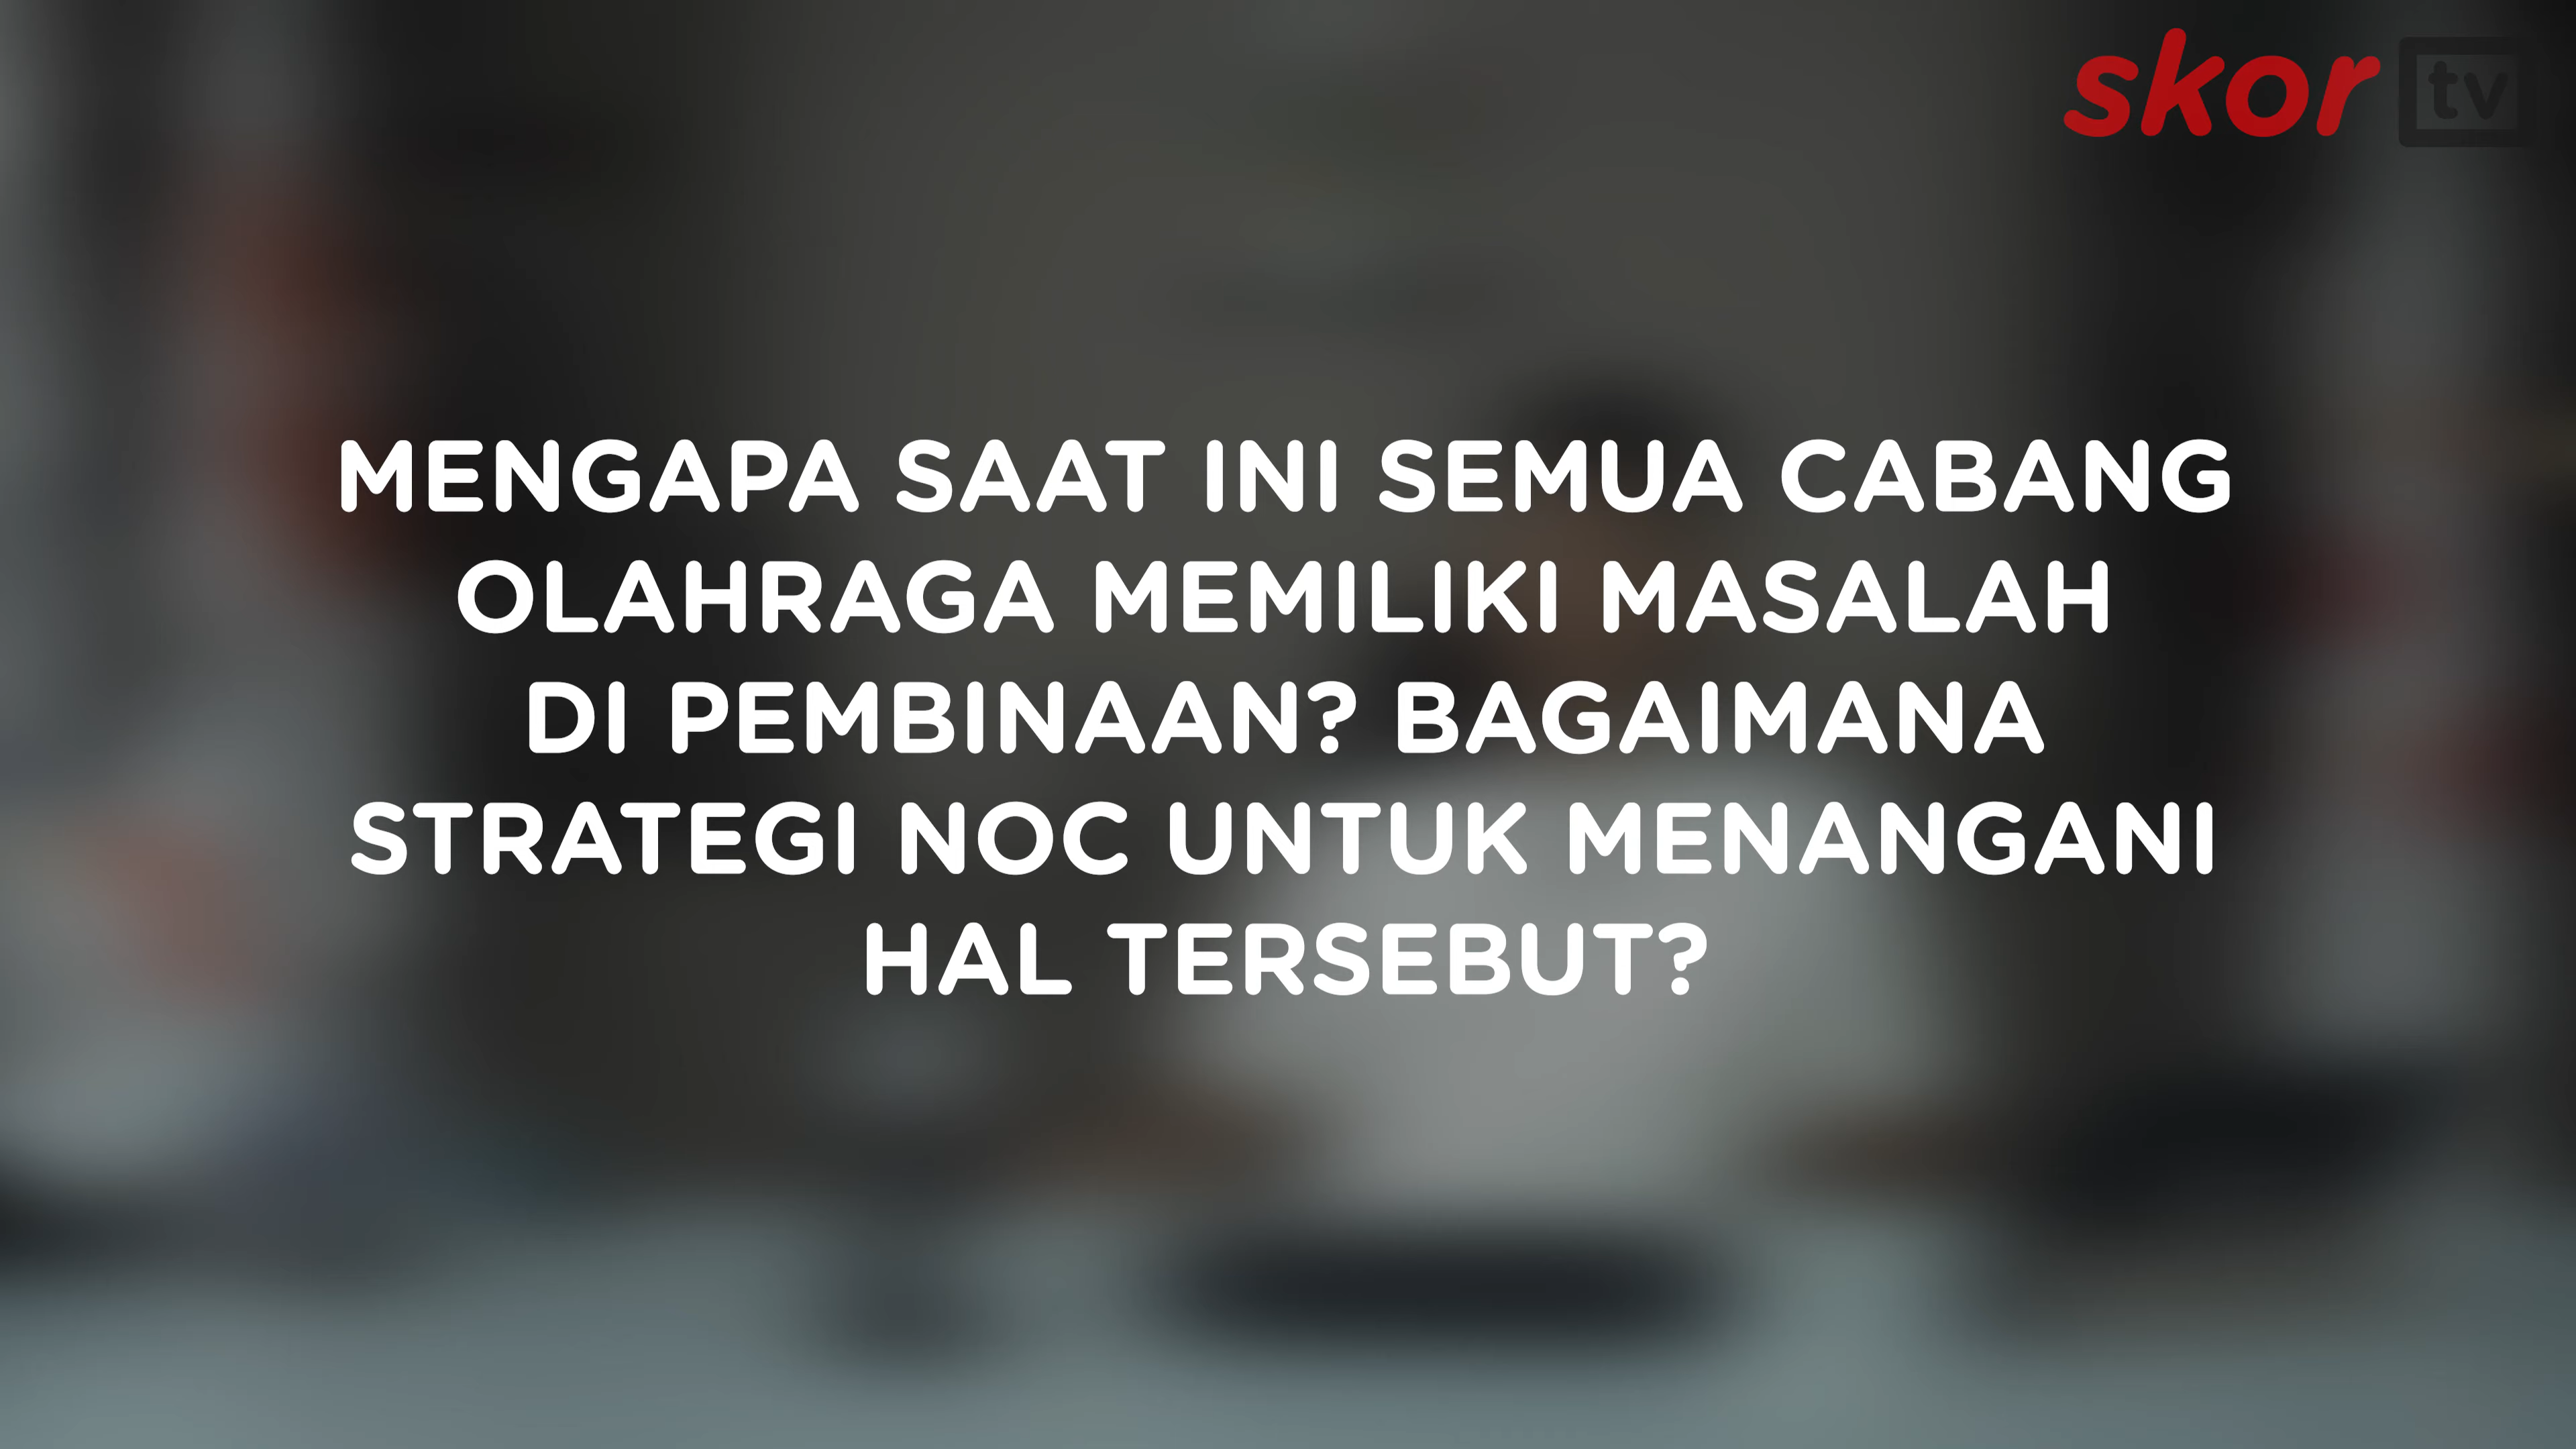 skor tv
MENGAPA SAAT INI SEMUA CABANG
OLAHRAGA MEMILIKI MASALAH
DI PEMBINAAN? BAGAIMANA
STRATEGI NOC UNTUK MENANGANI
HAL TERSEBUT?